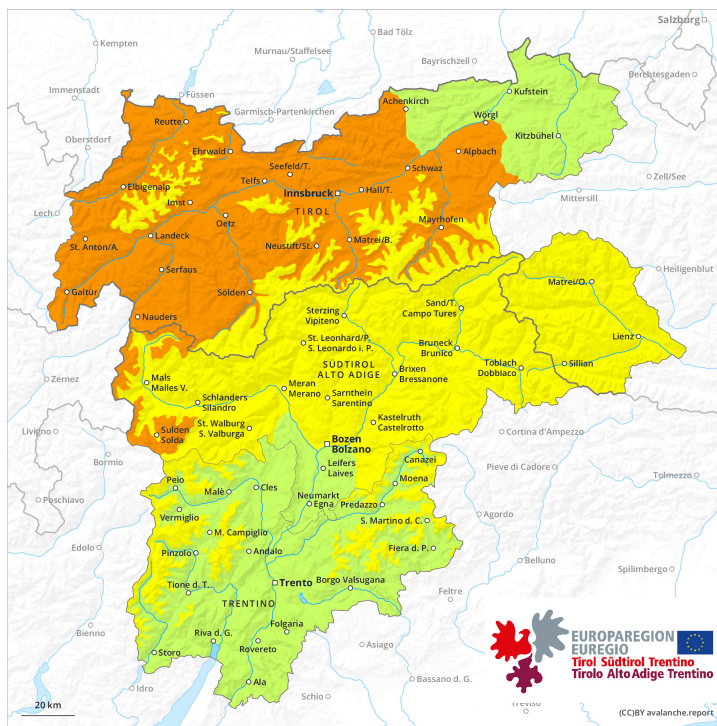 Salzburg
Kempten
Bad Tölz
Murnau/Staffelsee
Bayrischzell
Berchtesgaden
Immenstadt
Füssen
Garmisch-Partenkirchen
Achenkirch
Kufstein
Reutte
Wörgl
Oberstdorf
Ehrwald
Kitzbühel
Seefeld/T.
Alpbach
Telfs
Schwaz
Zell/See
Elbigenalp
Innsbruck
Hall/T.
Mittersill
Lech
Imst
TIROL
Oetz
Mayrhofen
St. Anton/A.
Landeck
Neustift/St.
Matrei/B.
Serfaus
Heiligenblut
Galtür
Sölden
Matrei/O.
Nauders
Sterzing
Vipiteno
Sand/T.
Campo Tures
St. Leonhard/P.
S. Leonardo i. P.
Bruneck
Brunico
Lienz
Zernez
Mals
Malles V.
SÜDTIROL
ALTO ADIGE
Brixen
Bressanone
Toblach
Dobbiaco
Sillian
Meran
Merano
Schlanders
Silandro
Sarnthein
Sarentino
Livigno
St. Walburg
S. Valburga
Kastelruth
Castelrotto
Sulden
Solda
Bozen
Bolzano
Cortina d'Ampezzo
Bormio
Canazei
Leifers
Laives
Pieve di Cadore
Tolmezzo
Poschiavo
Peio
Malè
Cles
Neumarkt
Egna
Moena
Predazzo
Vermiglio
Agordo
M. Campiglio
S. Martino d. C.
Edolo
Pinzolo
Andalo
Fiera d. P.
Belluno
Spilimbergo
Tione d. T.
Trento
Borgo Valsugana
Feltre
TRENTINO
Folgaria
Bienno
Riva d. G.
Storo
Rovereto
Asiago
Idro
Ala
Schio
Bassano d. G.
EUROPAREGION
EUREGIO
Tirol Südtirol Trentino
Tirolo Alto Adige Trentino
Treviso
20 km
(CC)BY avalanche.report